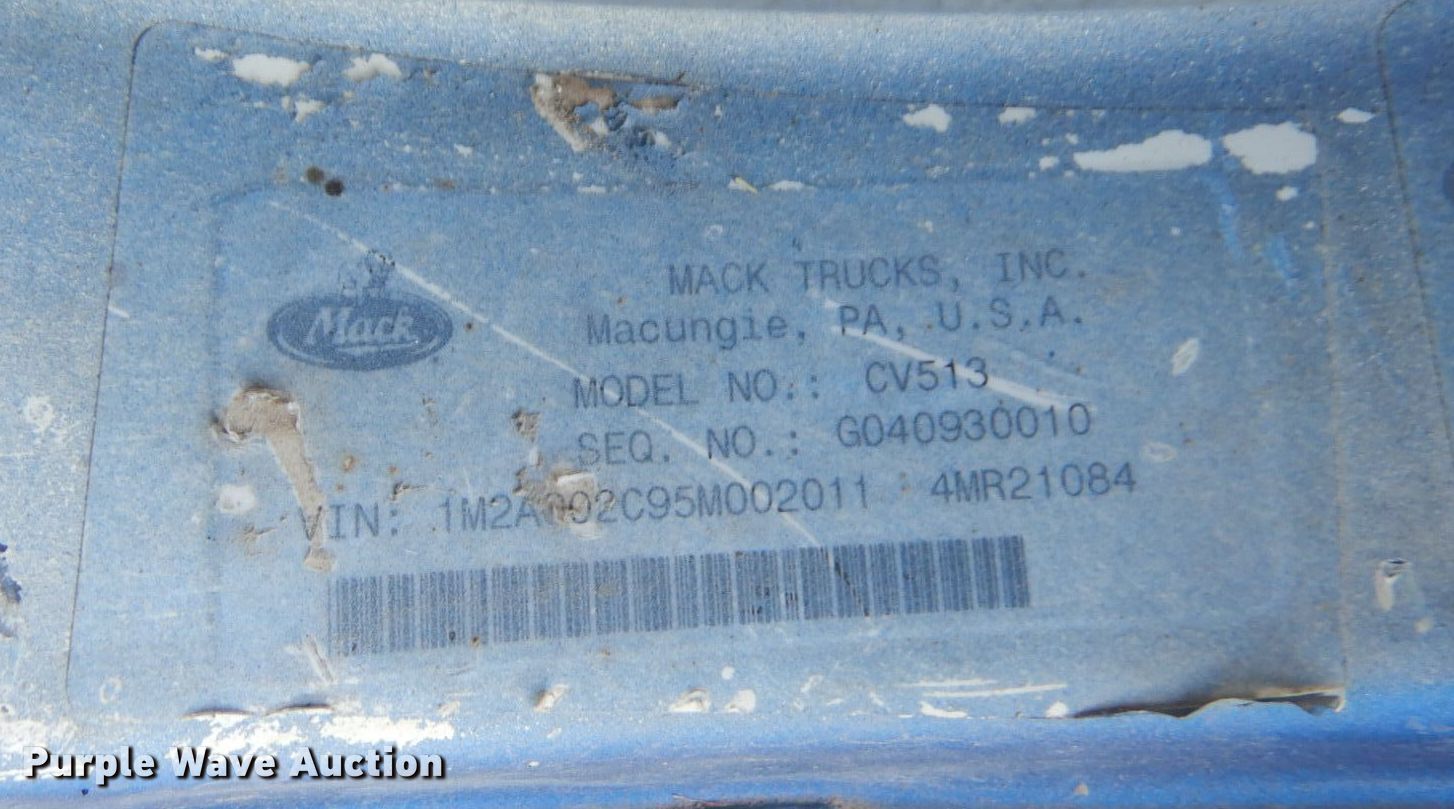 Mack
MACK TRUCKS, INC.
Macungie, PA, U.S.A.
MODEL NO.: CV513
SEQ. NO.: G040930010
VIN: 4MR21084
Purple Wave Auction